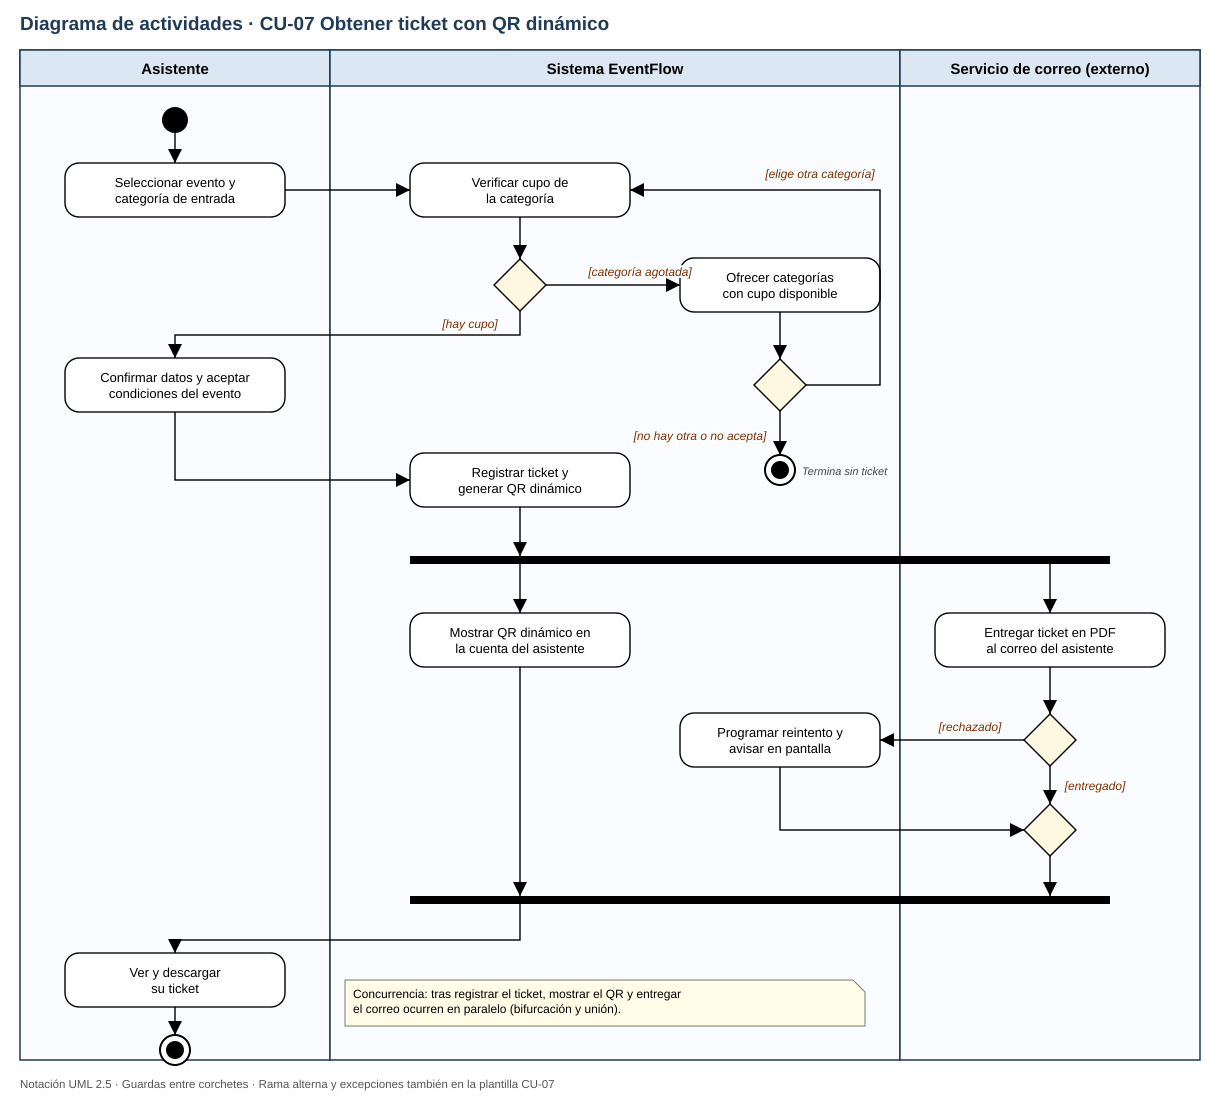 Diagrama de actividades · CU-07 Obtener ticket con QR dinámico
Asistente
Sistema EventFlow
Servicio de correo (externo)
Seleccionar evento y
categoría de entrada
Verificar cupo de
la categoría
[elige otra categoría]
[categoría agotada]
Ofrecer categorías
con cupo disponible
[hay cupo]
Confirmar datos y aceptar
condiciones del evento
[no hay otra o no acepta]
Termina sin ticket
Registrar ticket y
generar QR dinámico
Mostrar QR dinámico en
la cuenta del asistente
Entregar ticket en PDF
al correo del asistente
Programar reintento y
avisar en pantalla
[rechazado]
[entregado]
Ver y descargar
su ticket
Concurrencia: tras registrar el ticket, mostrar el QR y entregar
el correo ocurren en paralelo (bifurcación y unión).
Notación UML 2.5 · Guardas entre corchetes · Rama alterna y excepciones también en la plantilla CU-07